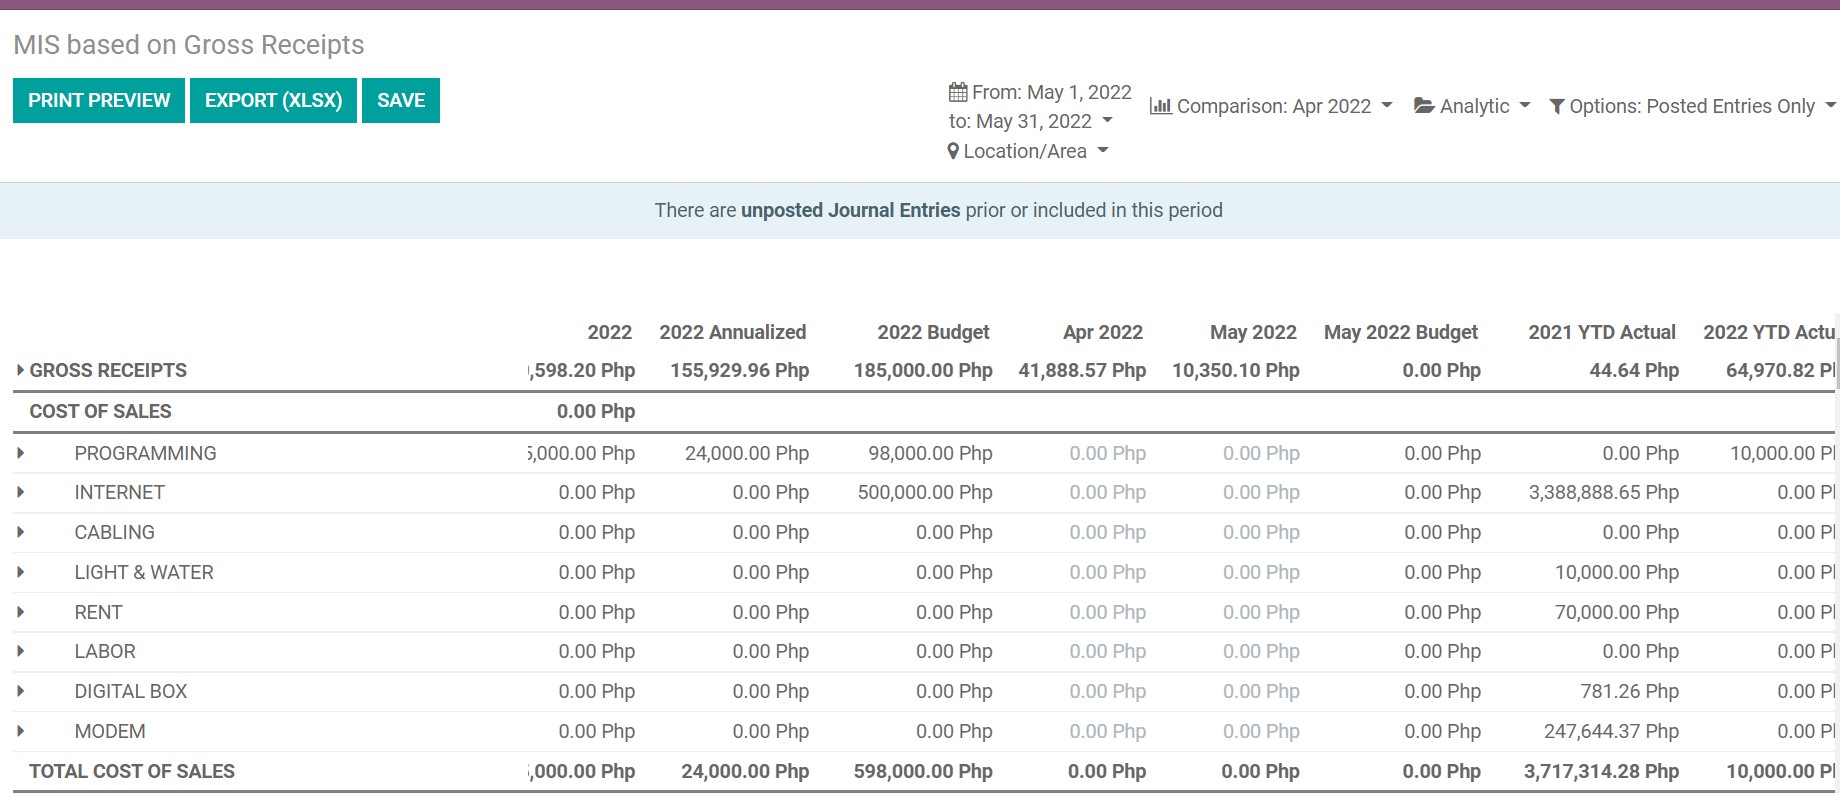 MIS based on Gross Receipts
PRINT PREVIEW EXPORT (XLSX) SAVE
From: May 1, 2022
to: May 31, 2022
Location/Area
Comparison: Apr 2022 Analytic Options: Posted Entries Only
There are unposted Journal Entries prior or included in this period
2022 2022 Annualized 2022 Budget Apr 2022 May 2022 May 2022 Budget 2021 YTD Actual 2022 YTD Actu
GROSS RECEIPTS ,598.20 Php 155,929.96 Php 185,000.00 Php 41,888.57 Php 10,350.10 Php 0.00 Php 44.64 Php 64,970.82 P
COST OF SALES 0.00 Php
PROGRAMMING ,000.00 Php 24,000.00 Php 98,000.00 Php 0.00 Php 0.00 Php 0.00 Php 0.00 Php 10,000.00 P
INTERNET 0.00 Php 0.00 Php 500,000.00 Php 0.00 Php 0.00 Php 0.00 Php 3,388,888.65 Php 0.00 P
CABLING 0.00 Php 0.00 Php 0.00 Php 0.00 Php 0.00 Php 0.00 Php 0.00 Php 0.00 P
LIGHT & WATER 0.00 Php 0.00 Php 0.00 Php 0.00 Php 0.00 Php 0.00 Php 10,000.00 Php 0.00 P
RENT 0.00 Php 0.00 Php 0.00 Php 0.00 Php 0.00 Php 0.00 Php 70,000.00 Php 0.00 P
LABOR 0.00 Php 0.00 Php 0.00 Php 0.00 Php 0.00 Php 0.00 Php 0.00 Php 0.00 P
DIGITAL BOX 0.00 Php 0.00 Php 0.00 Php 0.00 Php 0.00 Php 0.00 Php 781.26 Php 0.00 P
MODEM 0.00 Php 0.00 Php 0.00 Php 0.00 Php 0.00 Php 0.00 Php 247,644.37 Php 0.00 P
TOTAL COST OF SALES ,000.00 Php 24,000.00 Php 598,000.00 Php 0.00 Php 0.00 Php 0.00 Php 3,717,314.28 Php 10,000.00 P